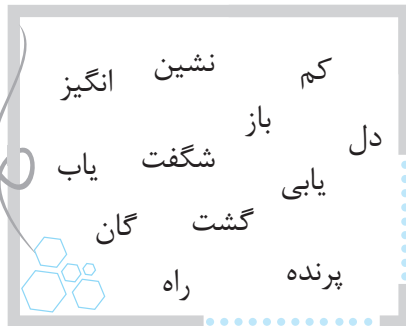 کم
نشین
انگیز
باز
دل
شگفت
یاب
یابی
گشت
گان
پرنده
راه